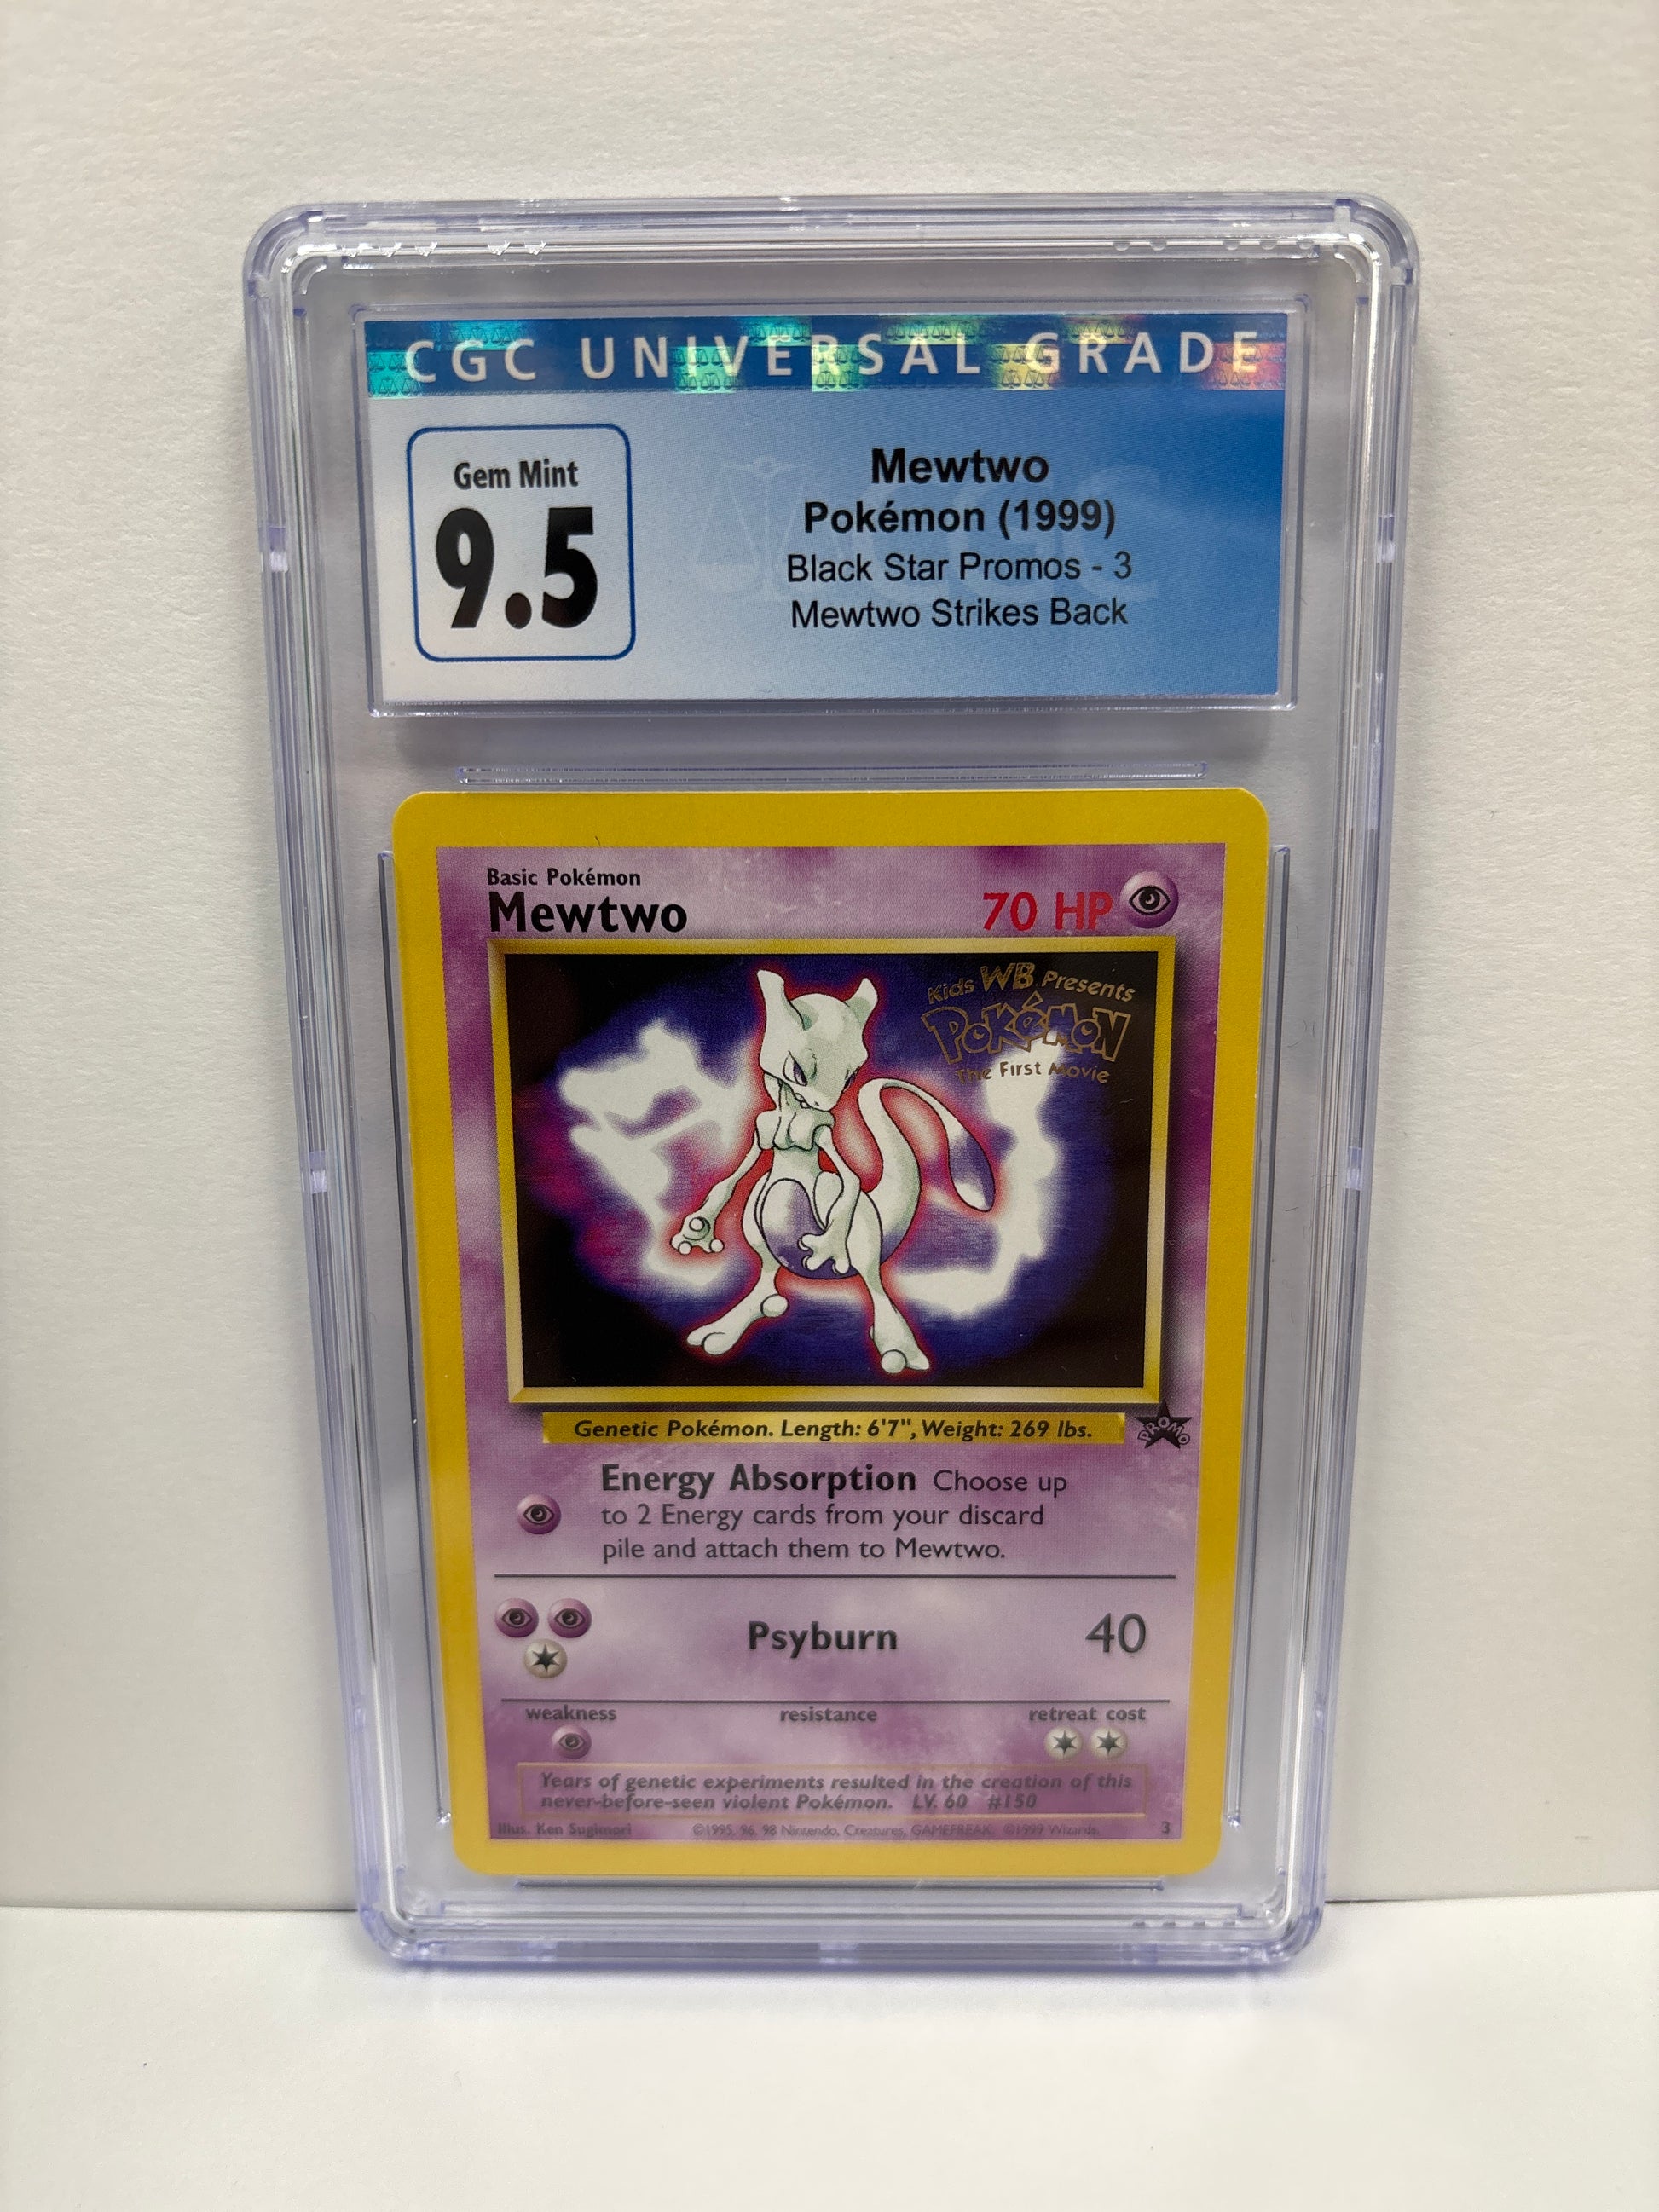 CGC UNIVERSAL GRADE
Gem Mint
9.5
Mewtwo
Pokémon (1999)
Black Star Promos - 3
Mewtwo Strikes Back
Basic Pokémon
Mewtwo
70 HP
Kids WB Presents
POKéMON
The First Movie
Genetic Pokémon. Length: 6'7", Weight: 269 lbs.
PROMO
Energy Absorption Choose up
to 2 Energy cards from your discard
pile and attach them to Mewtwo.
Psyburn 40
weakness resistance retreat cost
Years of genetic experiments resulted in the creation of this
never-before-seen violent Pokémon. LV. 60 #150
Illus. Ken Sugimori ©1995, 96, 98 Nintendo, Creatures, GAMEFREAK. ©1999 Wizards. 3